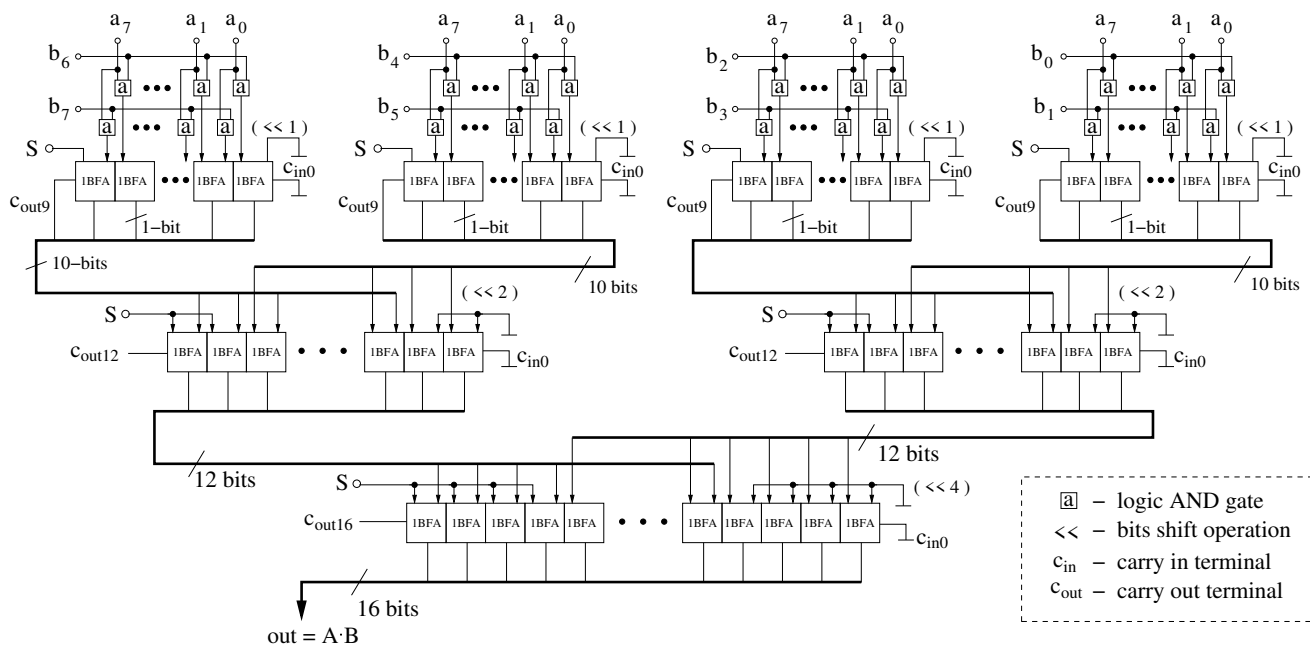 a7 a1 a0 a7 a1 a0 a7 a1 a0 a7 a1 a0
b6 b4 b2 b0
a ••• a a a ••• a a a ••• a a a ••• a a
b7 b5 b3 b1
a ••• a a a ••• a a a ••• a a a ••• a a
( << 1 ) ( << 1 ) ( << 1 ) ( << 1 )
S S S S
1BFA 1BFA ••• 1BFA 1BFA 1BFA 1BFA ••• 1BFA 1BFA 1BFA 1BFA ••• 1BFA 1BFA 1BFA 1BFA ••• 1BFA 1BFA
cin0 cin0 cin0 cin0
cout9 cout9 cout9 cout9
1−bit 1−bit 1−bit 1−bit
10−bits 10 bits 10 bits
( << 2 ) ( << 2 )
S S
cout12 1BFA 1BFA 1BFA • • • 1BFA 1BFA 1BFA cin0 cout12 1BFA 1BFA 1BFA • • • 1BFA 1BFA 1BFA cin0
12 bits 12 bits
S ( << 4 )
cout16 1BFA 1BFA 1BFA 1BFA 1BFA • • • 1BFA 1BFA 1BFA 1BFA 1BFA cin0
16 bits
out = A·B
a − logic AND gate
<< − bits shift operation
cin − carry in terminal
cout − carry out terminal